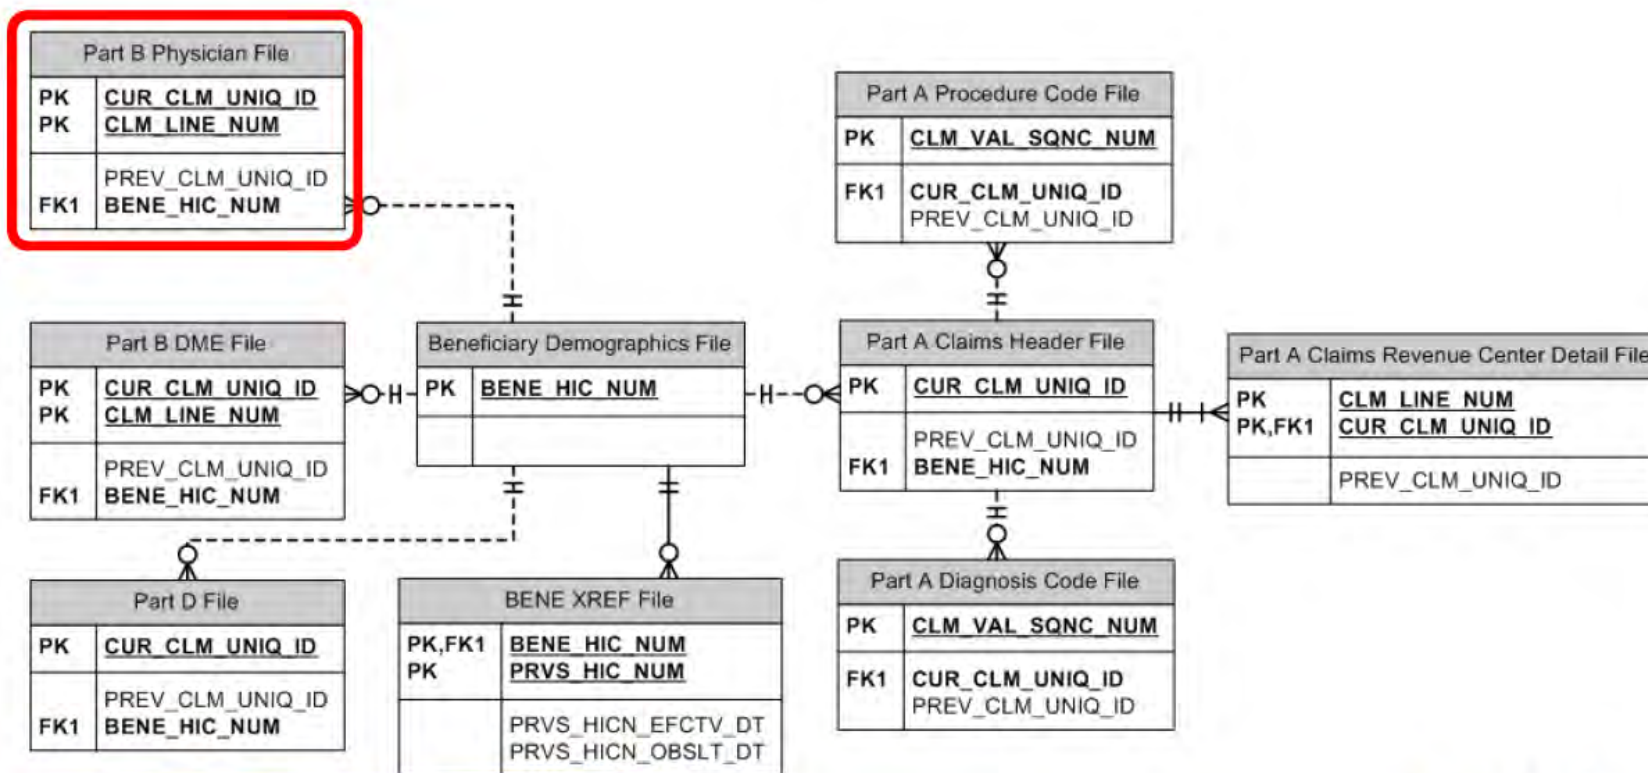 Part B Physician File
PK CUR_CLM_UNIQ_ID
PK CLM_LINE_NUM
PREV_CLM_UNIQ_ID
FK1 BENE_HIC_NUM
Part A Procedure Code File
PK CLM_VAL_SQNC_NUM
FK1 CUR_CLM_UNIQ_ID
PREV_CLM_UNIQ_ID
Part B DME File
PK CUR_CLM_UNIQ_ID
PK CLM_LINE_NUM
PREV_CLM_UNIQ_ID
FK1 BENE_HIC_NUM
Beneficiary Demographics File
PK BENE_HIC_NUM
Part A Claims Header File
PK CUR_CLM_UNIQ_ID
PREV_CLM_UNIQ_ID
FK1 BENE_HIC_NUM
Part A Claims Revenue Center Detail File
PK CLM_LINE_NUM
PK,FK1 CUR_CLM_UNIQ_ID
PREV_CLM_UNIQ_ID
Part D File
PK CUR_CLM_UNIQ_ID
PREV_CLM_UNIQ_ID
FK1 BENE_HIC_NUM
BENE XREF File
PK,FK1 BENE_HIC_NUM
PK PRVS_HIC_NUM
PRVS_HICN_EFCTV_DT
PRVS_HICN_OBSLT_DT
Part A Diagnosis Code File
PK CLM_VAL_SQNC_NUM
FK1 CUR_CLM_UNIQ_ID
PREV_CLM_UNIQ_ID